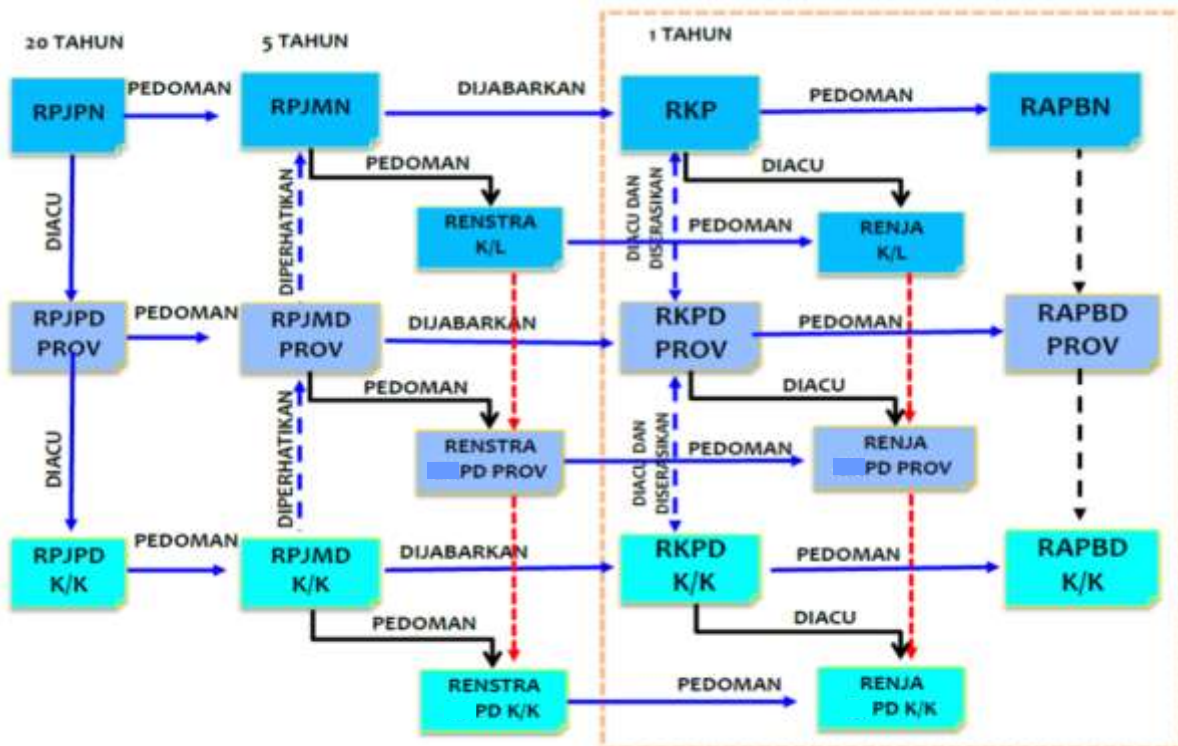 20 TAHUN
5 TAHUN
1 TAHUN
RPJPN
PEDOMAN
RPJMN
DIJABARKAN
RKP
PEDOMAN
RAPBN
DIACU
DIPERHATIKAN
PEDOMAN
RENSTRA
K/L
PEDOMAN
DIACU DAN
DISERASIKAN
DIACU
RENJA
K/L
RPJPD
PROV
PEDOMAN
RPJMD
PROV
DIJABARKAN
RKPD
PROV
PEDOMAN
RAPBD
PROV
DIACU
DIPERHATIKAN
PEDOMAN
RENSTRA
PD PROV
PEDOMAN
DIACU DAN
DISERASIKAN
DIACU
RENJA
PD PROV
RPJPD
K/K
PEDOMAN
RPJMD
K/K
DIJABARKAN
RKPD
K/K
PEDOMAN
RAPBD
K/K
PEDOMAN
RENSTRA
PD K/K
PEDOMAN
DIACU
RENJA
PD K/K